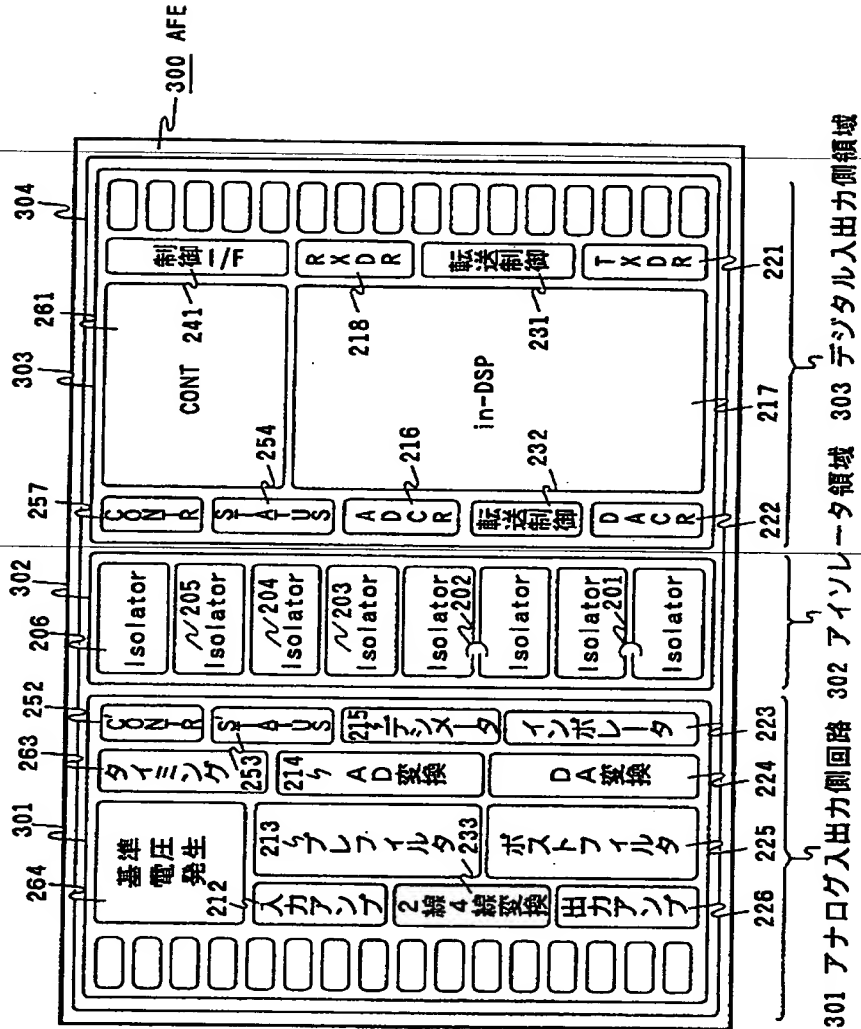 300 AFE
304
261
303
257
302
206
252
263
301
264
制御I/F
RXDR
転送制御
TXDR
241
218
231
221
CONT
in-DSP
217
254
216
232
CONTR
STATUS
ADCR
転送制御
DACR
222
Isolator
205
Isolator
204
Isolator
203
Isolator
Isolator
202
Isolator
Isolator
201
Isolator
CONTR
STATUS
215
デシメータ
インポレータ
223
タイミング
253
214
AD変換
DA変換
224
基準
電圧
発生
213
プレフィルタ
233
ポストフィルタ
225
212
入力アンプ
2線4線変換
出力アンプ
226
301 アナログ入出力側回路 302 アイソレータ領域 303 デジタル入出力側領域